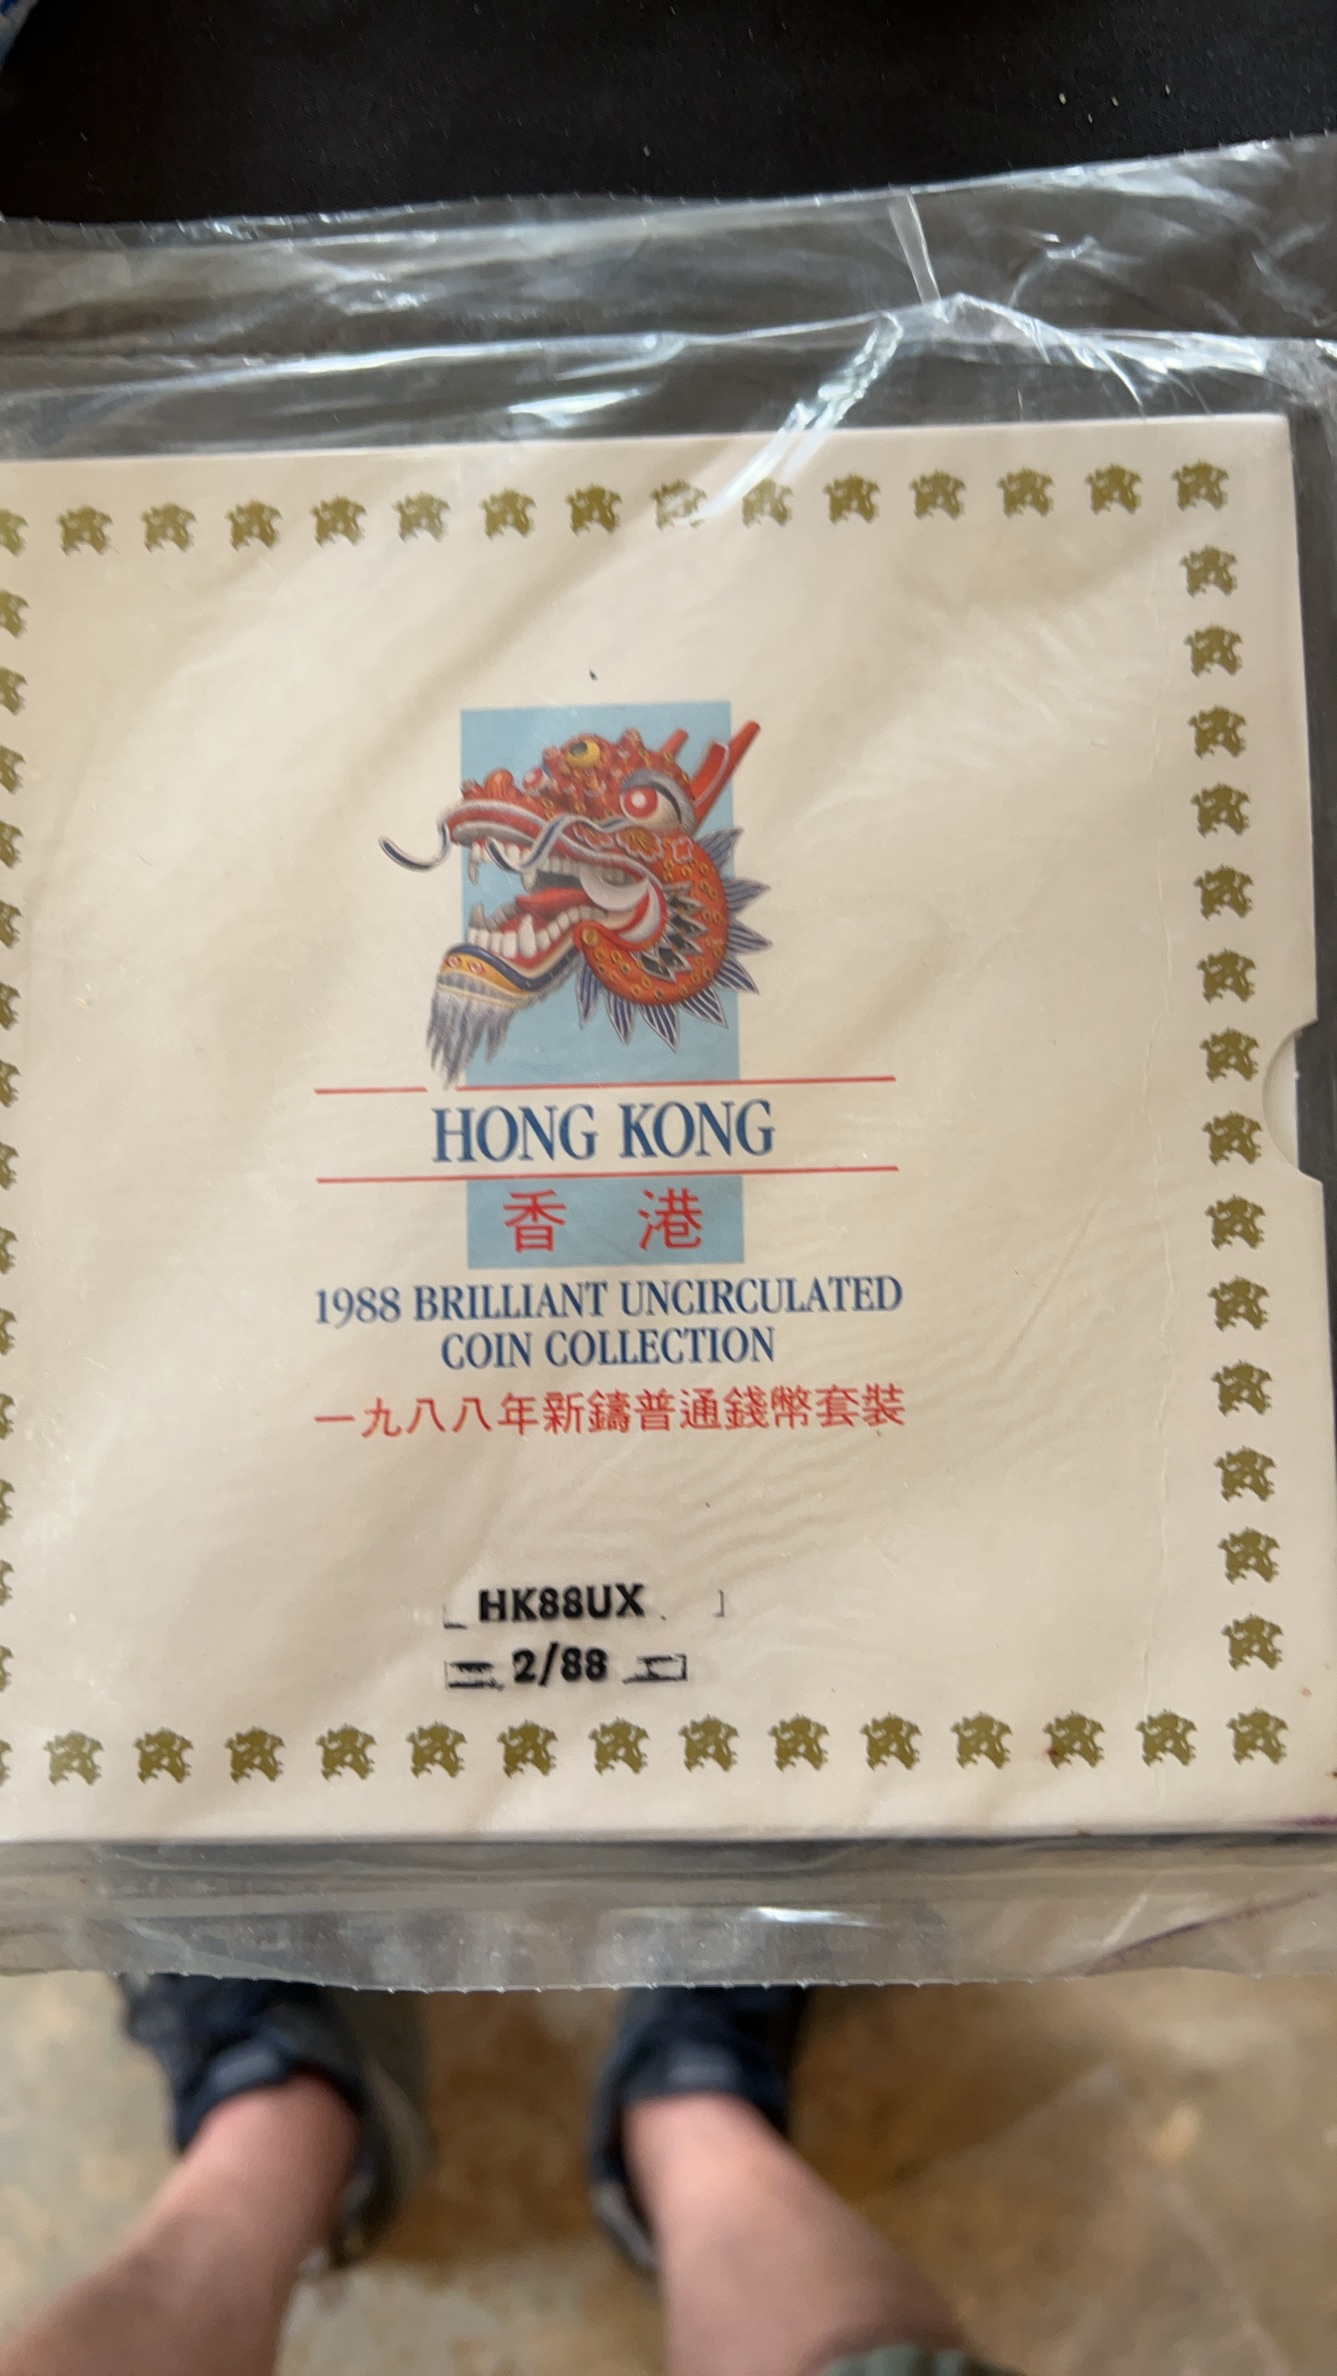 HONG KONG
香 港
1988 BRILLIANT UNCIRCULATED
COIN COLLECTION
一九八八年新鑄普通錢幣套裝
HK88UX
2/88